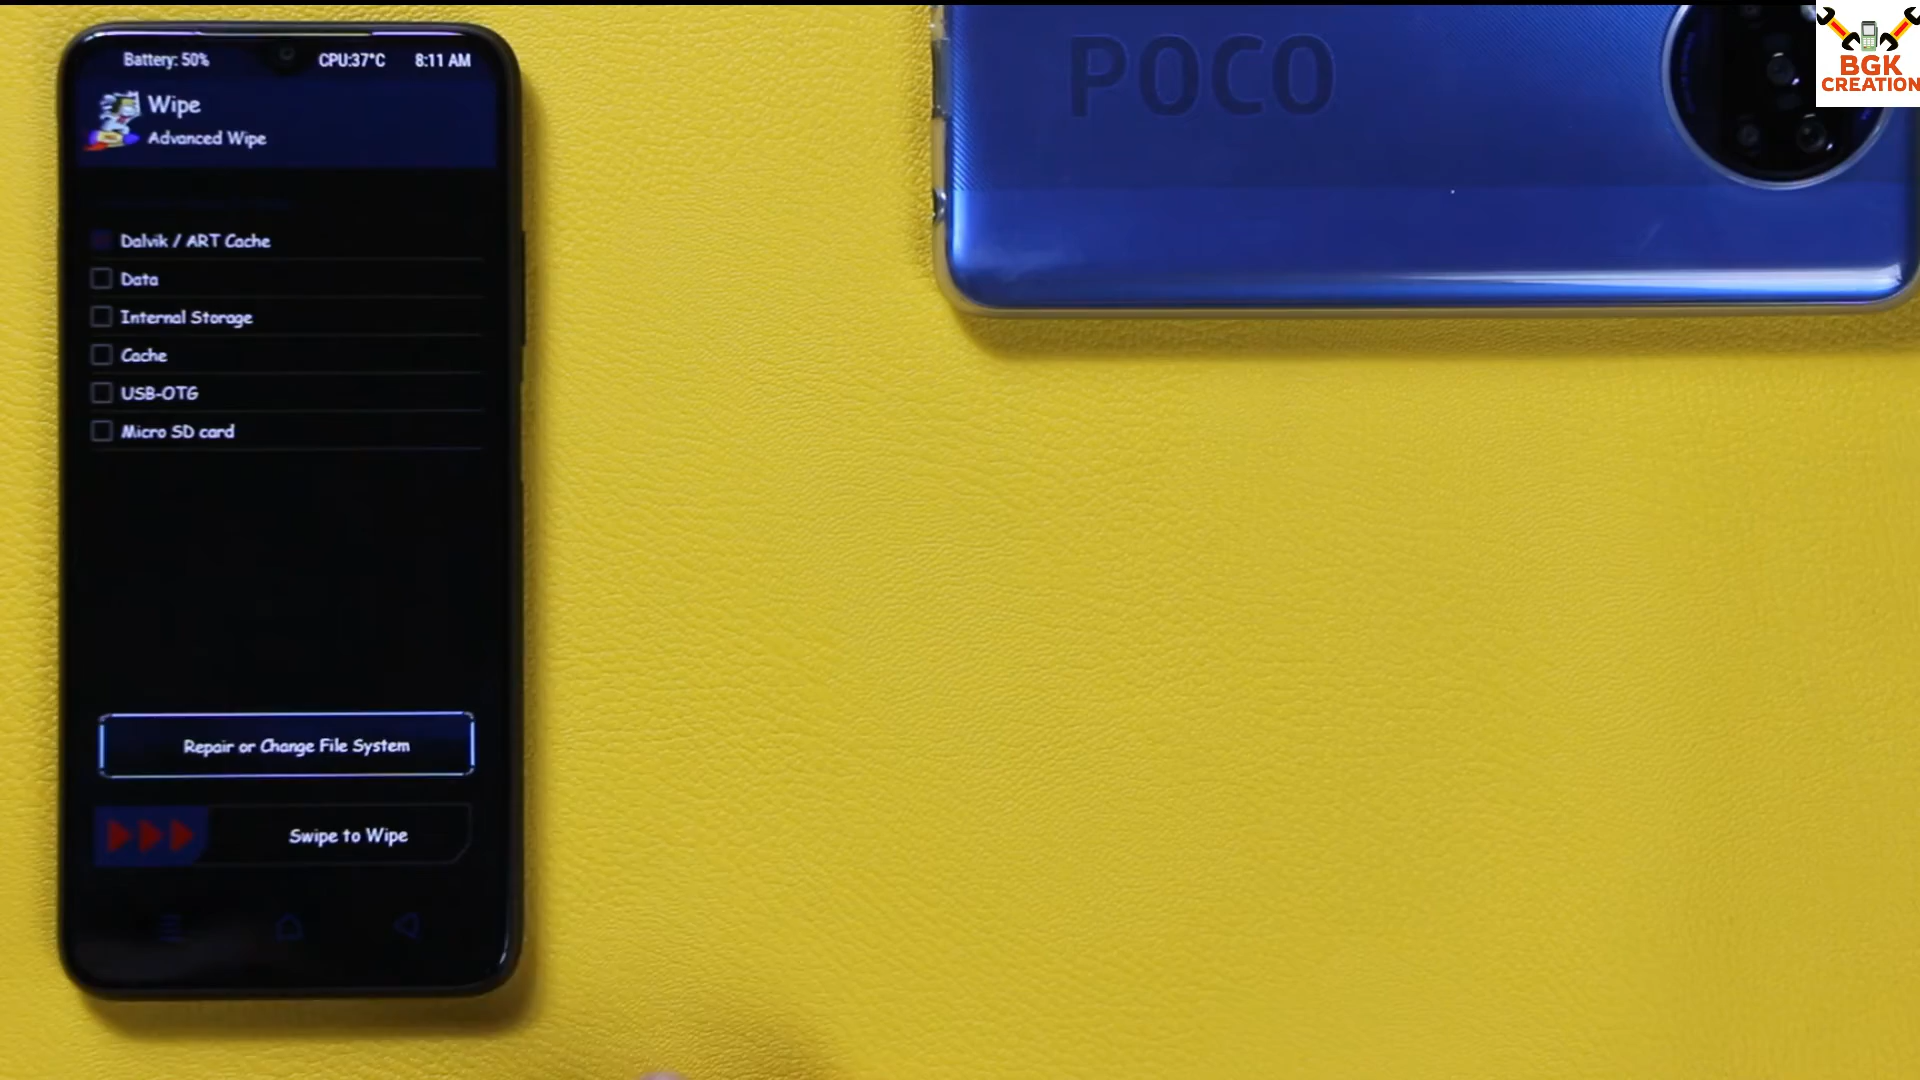 Battery: 50% CPU:37°C 8:11 AM
Wipe
Advanced Wipe
Dalvik / ART Cache
Data
Internal Storage
Cache
USB-OTG
Micro SD card
Repair or Change File System
Swipe to Wipe
POCO
BGK
CREATION